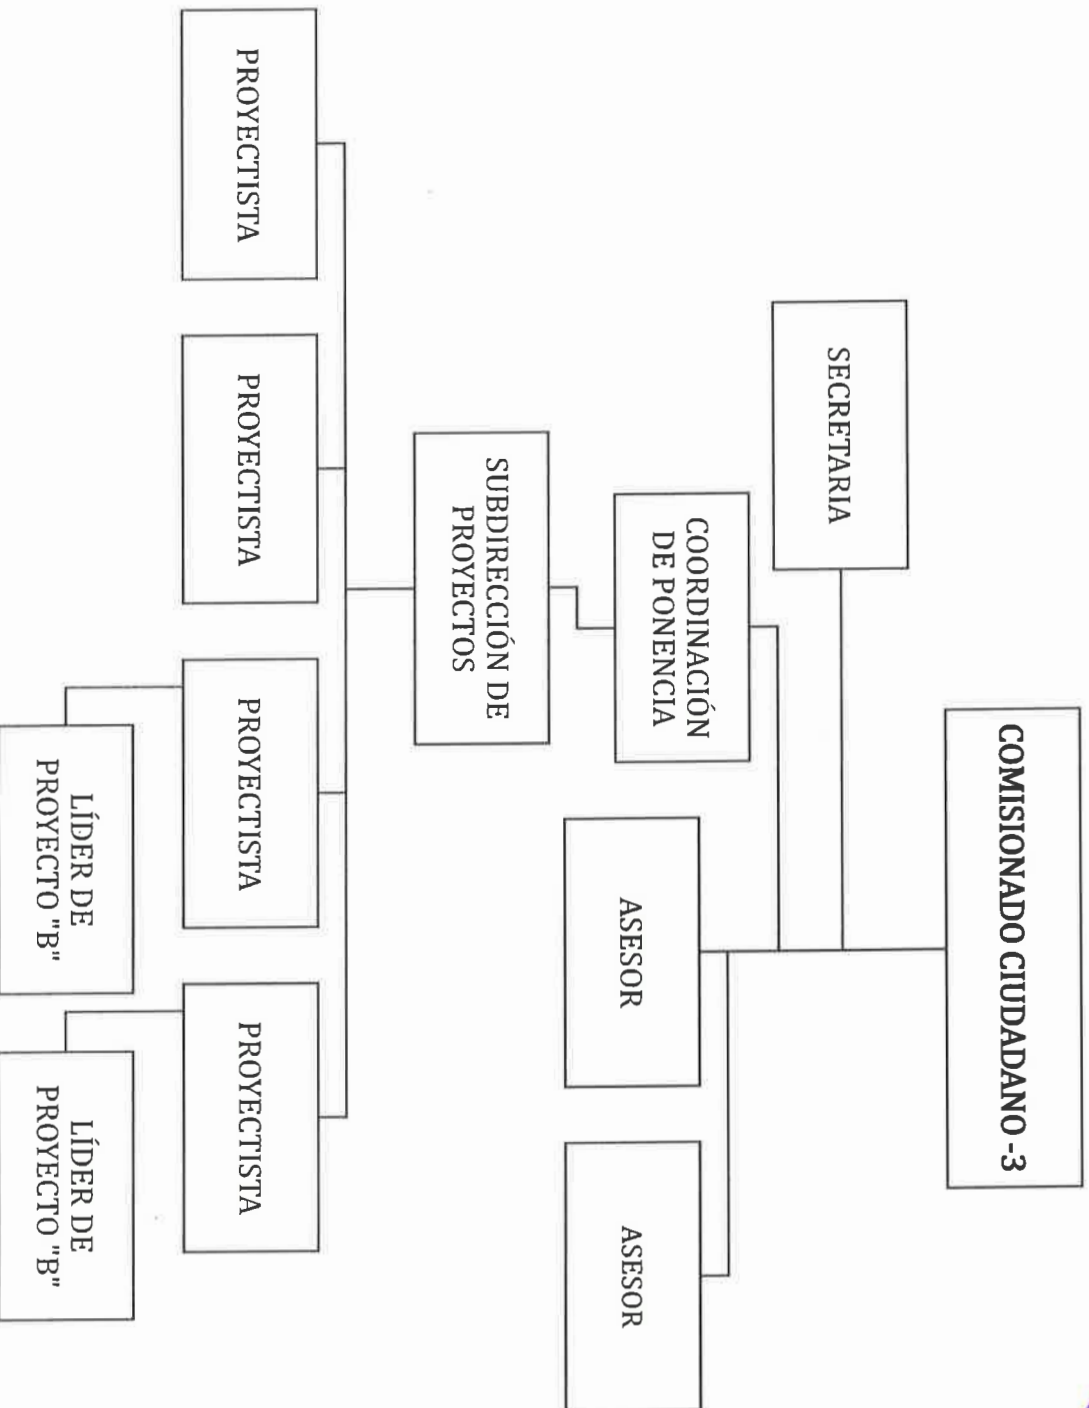 COMISIONADO CIUDADANO -3
SECRETARIA
COORDINACIÓN
DE PONENCIA
ASESOR
ASESOR
SUBDIRECCIÓN DE
PROYECTOS
PROYECTISTA
PROYECTISTA
PROYECTISTA
PROYECTISTA
LÍDER DE
PROYECTO "B"
LÍDER DE
PROYECTO "B"